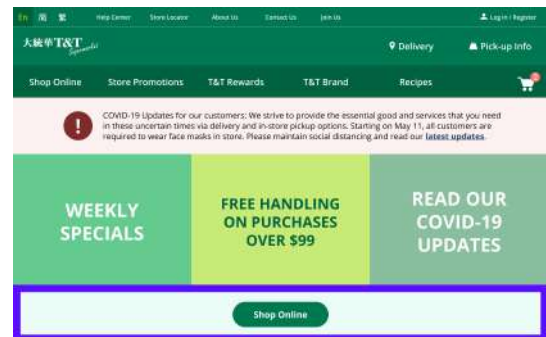 En 简 繁 Help Center Store Locator About Us Contact Us Join Us Login / Register
大統華 T&T Supermarket Delivery Pick-up Info
Shop Online Store Promotions T&T Rewards T&T Brand Recipes
COVID-19 Updates for our customers: We strive to provide the essential good and services that you need
in these uncertain times via delivery and in-store pickup options. Starting on May 11, all customers are
required to wear face masks in store. Please maintain social distancing and read our latest updates.
WEEKLY
SPECIALS
FREE HANDLING
ON PURCHASES
OVER $99
READ OUR
COVID-19
UPDATES
Shop Online